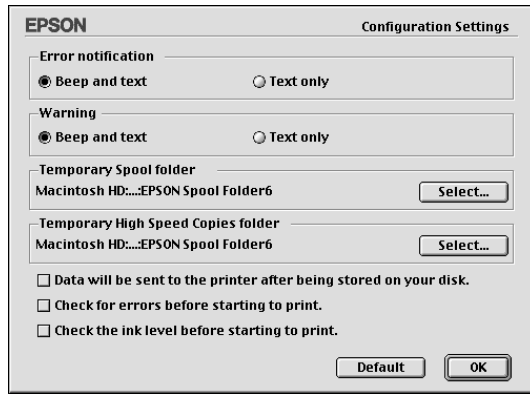 EPSON Configuration Settings
Error notification
Beep and text Text only
Warning
Beep and text Text only
Temporary Spool folder
Macintosh HD:...:EPSON Spool Folder6 Select...
Temporary High Speed Copies folder
Macintosh HD:...:EPSON Spool Folder6 Select...
Data will be sent to the printer after being stored on your disk.
Check for errors before starting to print.
Check the ink level before starting to print.
Default OK